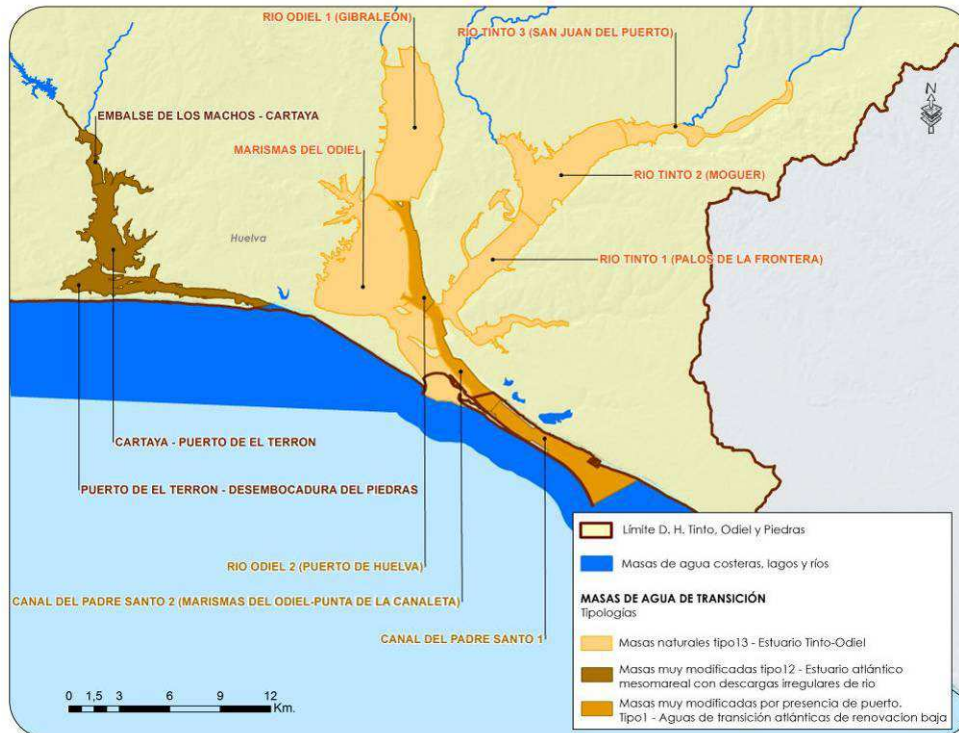 RIO ODIEL 1 (GIBRALEÓN)
RIO TINTO 3 (SAN JUAN DEL PUERTO)
N
EMBALSE DE LOS MACHOS - CARTAYA
MARISMAS DEL ODIEL
RIO TINTO 2 (MOGUER)
Huelva
RIO TINTO 1 (PALOS DE LA FRONTERA)
CARTAYA - PUERTO DE EL TERRON
PUERTO DE EL TERRON - DESEMBOCADURA DEL PIEDRAS
RIO ODIEL 2 (PUERTO DE HUELVA)
CANAL DEL PADRE SANTO 2 (MARISMAS DEL ODIEL-PUNTA DE LA CANALETA)
CANAL DEL PADRE SANTO 1
0 1,5 3 6 9 12
Km.
Límite D. H. Tinto, Odiel y Piedras
Masas de agua costeras, lagos y ríos
MASAS DE AGUA DE TRANSICIÓN
Tipologías
Masas naturales tipo13 - Estuario Tinto-Odiel
Masas muy modificadas tipo12 - Estuario atlántico
mesomareal con descargas irregulares de rio
Masas muy modificadas por presencia de puerto.
Tipo1 - Aguas de transición atlánticas de renovacion baja